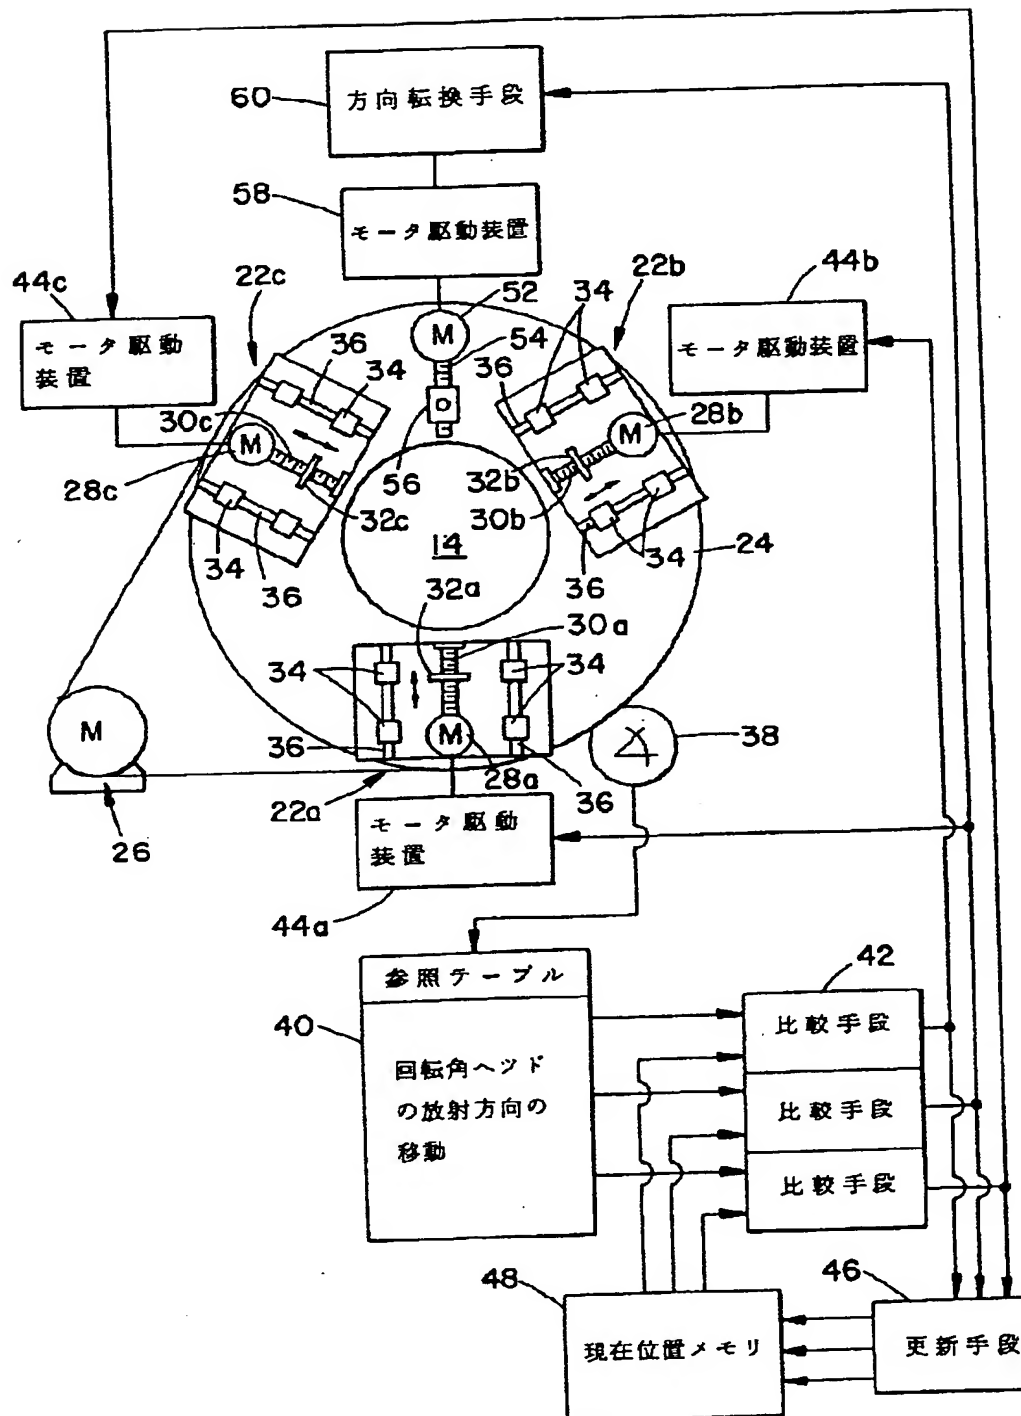 60
方向転換手段
58
モータ駆動装置
44c
22c
52
22b
44b
モータ駆動
装置
モータ駆動装置
M
54
34
36
34
36
30c
M
28b
M
28c
56
32b
32c
30b
34
36
14
36
34
24
32a
30a
34
34
M
M
38
36
28a
36
22a
26
モータ駆動
装置
44a
参照テーブル
42
40
比較手段
回転角ヘッド
の放射方向の
移動
比較手段
比較手段
48
46
現在位置メモリ
更新手段